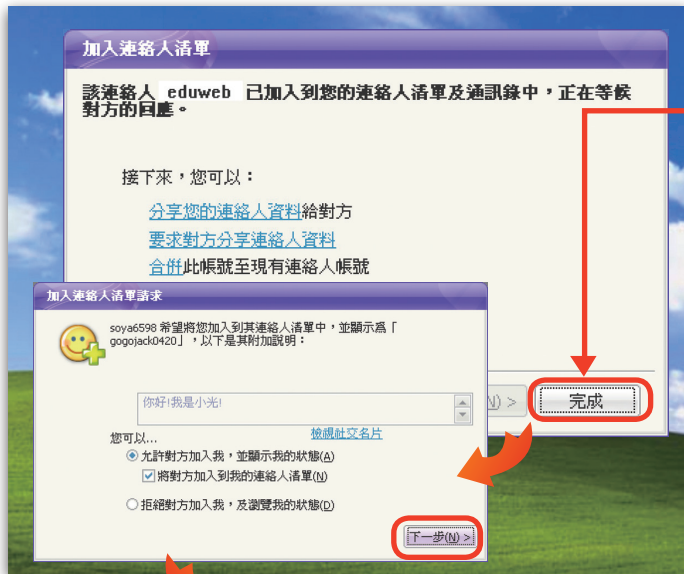 加入連絡人清單
該連絡人 eduweb 已加入到您的連絡人清單及通訊錄中，正在等候
對方的回應。
接下來，您可以：
分享您的連絡人資料給對方
要求對方分享連絡人資料
合併此帳號至現有連絡人帳號
(N) >
完成
加入連絡人清單請求
soya6598 希望將您加入到其連絡人清單中，並顯示為「
gogojack0420」，以下是其附加說明：
你好!我是小光!
檢視社交名片
您可以...
允許對方加入我，並顯示我的狀態(A)
將對方加入到我的連絡人清單(N)
拒絕對方加入我，及瀏覽我的狀態(D)
下一步(N) >